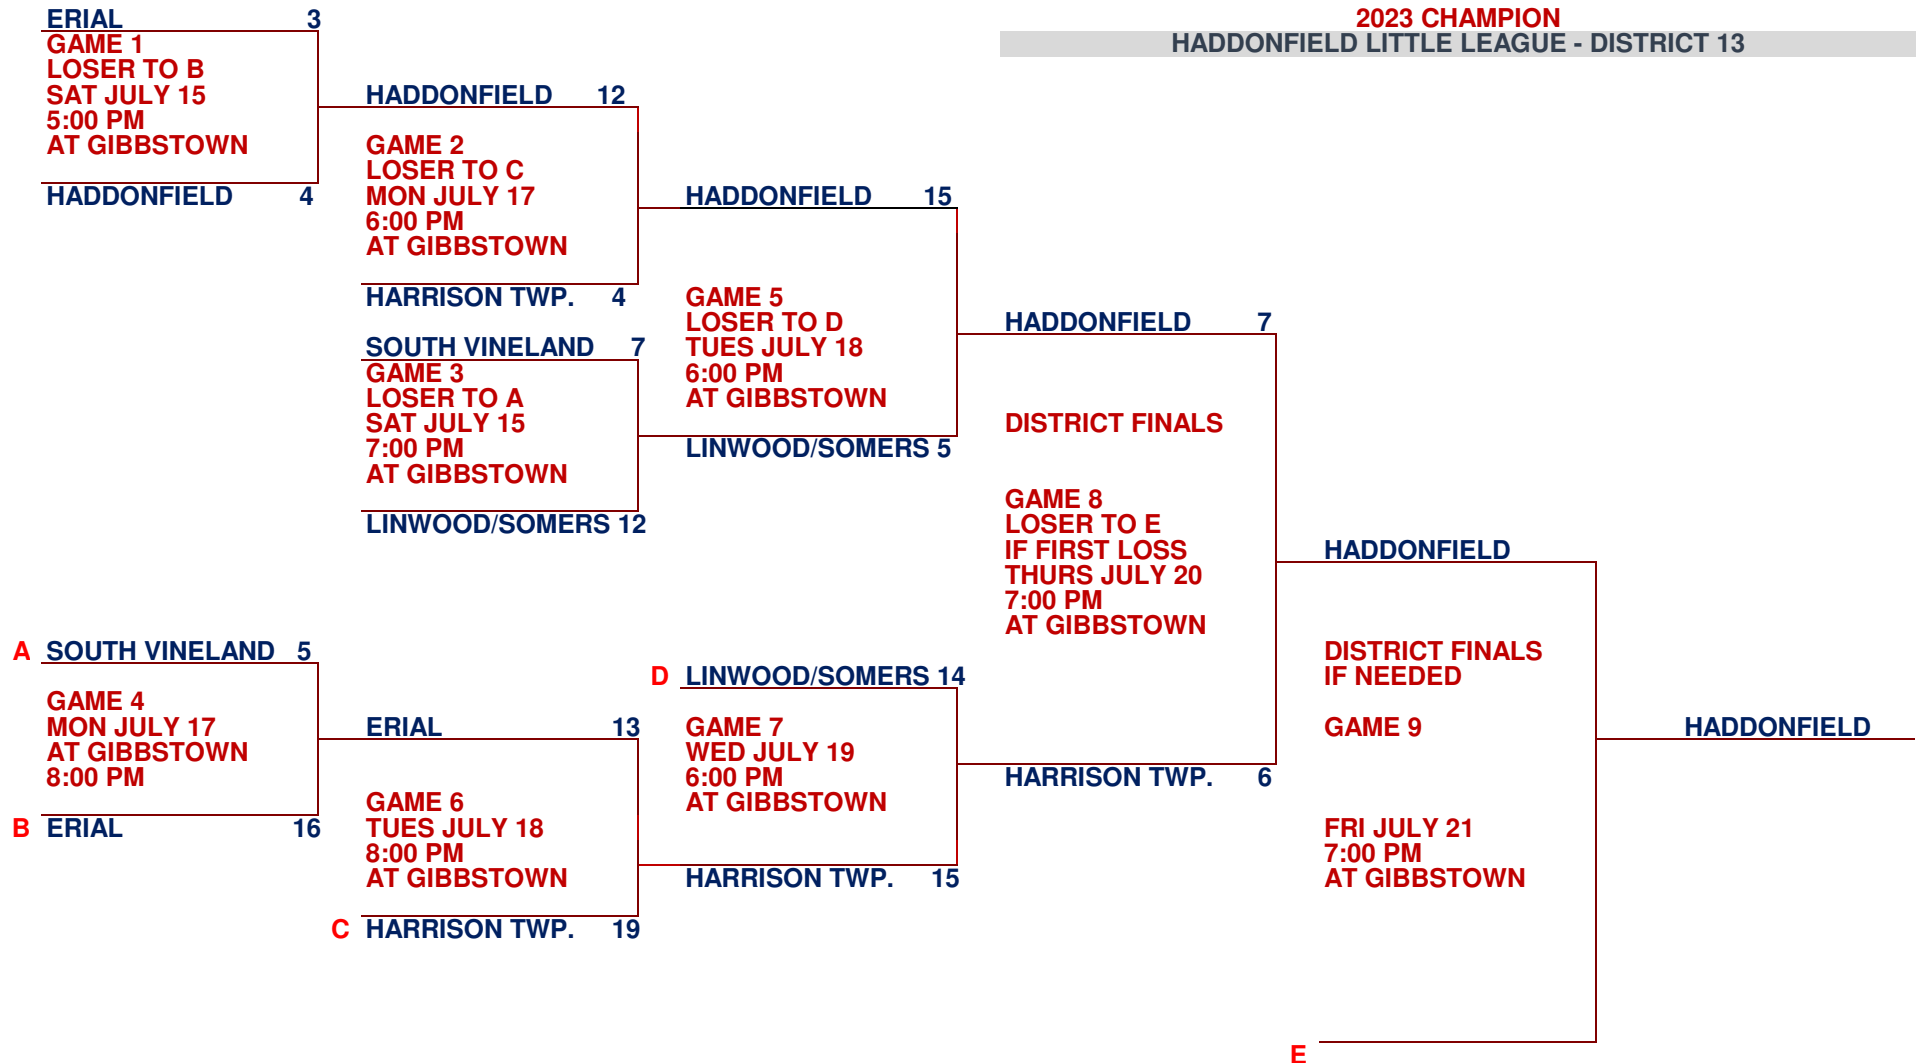 2023 CHAMPION
HADDONFIELD LITTLE LEAGUE - DISTRICT 13
ERIAL 3
GAME 1
LOSER TO B
SAT JULY 15
5:00 PM
AT GIBBSTOWN
HADDONFIELD 4
HADDONFIELD 12
GAME 2
LOSER TO C
MON JULY 17
6:00 PM
AT GIBBSTOWN
HARRISON TWP. 4
SOUTH VINELAND 7
GAME 3
LOSER TO A
SAT JULY 15
7:00 PM
AT GIBBSTOWN
LINWOOD/SOMERS 12
HADDONFIELD 15
GAME 5
LOSER TO D
TUES JULY 18
6:00 PM
AT GIBBSTOWN
LINWOOD/SOMERS 5
A SOUTH VINELAND 5
GAME 4
MON JULY 17
AT GIBBSTOWN
8:00 PM
B ERIAL 16
ERIAL 13
GAME 6
TUES JULY 18
8:00 PM
AT GIBBSTOWN
C HARRISON TWP. 19
D LINWOOD/SOMERS 14
GAME 7
WED JULY 19
6:00 PM
AT GIBBSTOWN
HARRISON TWP. 15
HADDONFIELD 7
DISTRICT FINALS
GAME 8
LOSER TO E
IF FIRST LOSS
THURS JULY 20
7:00 PM
AT GIBBSTOWN
HARRISON TWP. 6
HADDONFIELD
DISTRICT FINALS
IF NEEDED
GAME 9
FRI JULY 21
7:00 PM
AT GIBBSTOWN
E
HADDONFIELD